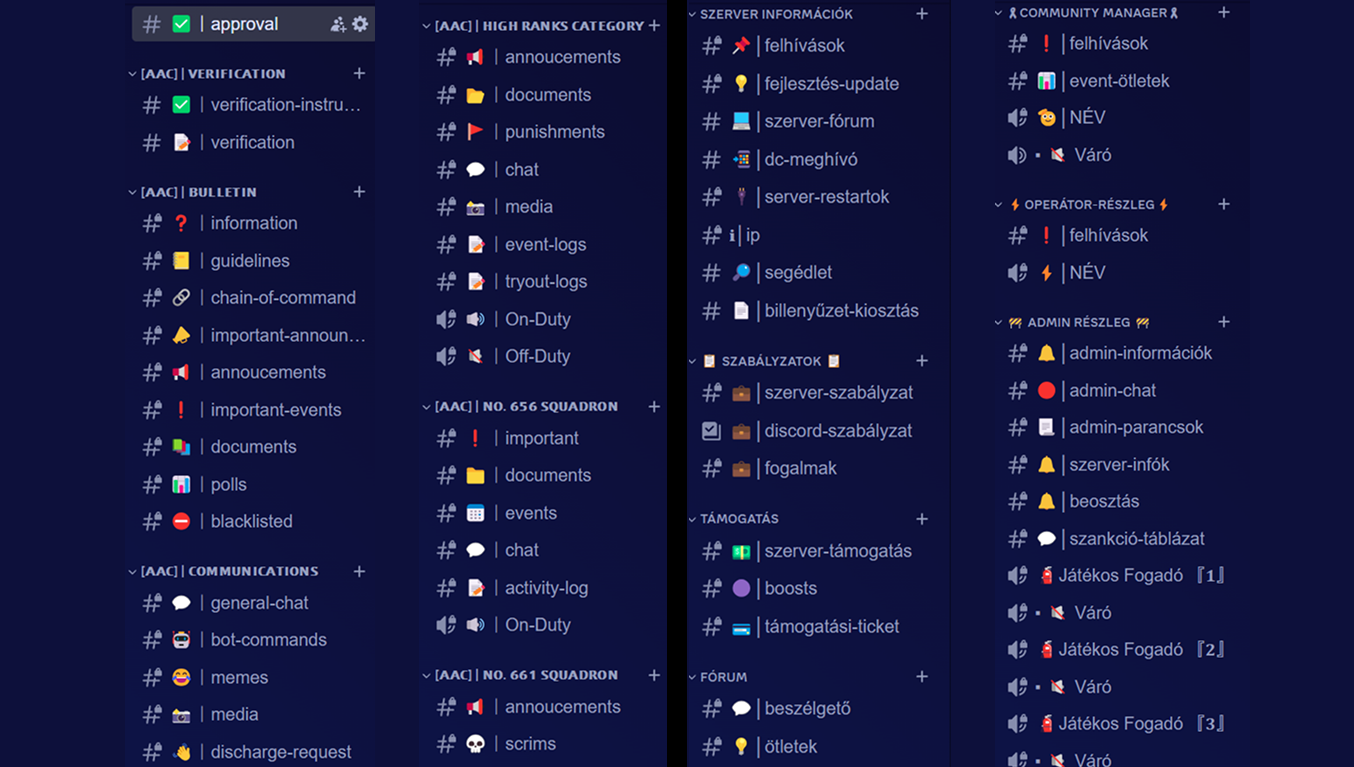 approval
[AAC] | VERIFICATION
verification-instru...
verification
[AAC] | BULLETIN
information
guidelines
chain-of-command
important-announ...
annoucements
important-events
documents
polls
blacklisted
[AAC] | COMMUNICATIONS
general-chat
bot-commands
memes
media
discharge-request
[AAC] | HIGH RANKS CATEGORY
annoucements
documents
punishments
chat
media
event-logs
tryout-logs
On-Duty
Off-Duty
[AAC] | NO. 656 SQUADRON
important
documents
events
chat
activity-log
On-Duty
[AAC] | NO. 661 SQUADRON
annoucements
scrims
SZERVER INFORMÁCIÓK
felhívások
fejlesztés-update
szerver-fórum
dc-meghívó
server-restartok
ℹ|ip
segédlet
billenyűzet-kiosztás
SZABÁLYZATOK
szerver-szabályzat
discord-szabályzat
fogalmak
TÁMOGATÁS
szerver-támogatás
boosts
támogatási-ticket
FÓRUM
beszélgető
ötletek
COMMUNITY MANAGER
felhívások
event-ötletek
NÉV
Váró
OPERÁTOR-RÉSZLEG
felhívások
NÉV
ADMIN RÉSZLEG
admin-információk
admin-chat
admin-parancsok
szerver-infók
beosztás
szankció-táblázat
Játékos Fogadó 『1』
Váró
Játékos Fogadó 『2』
Váró
Játékos Fogadó 『3』
Váró